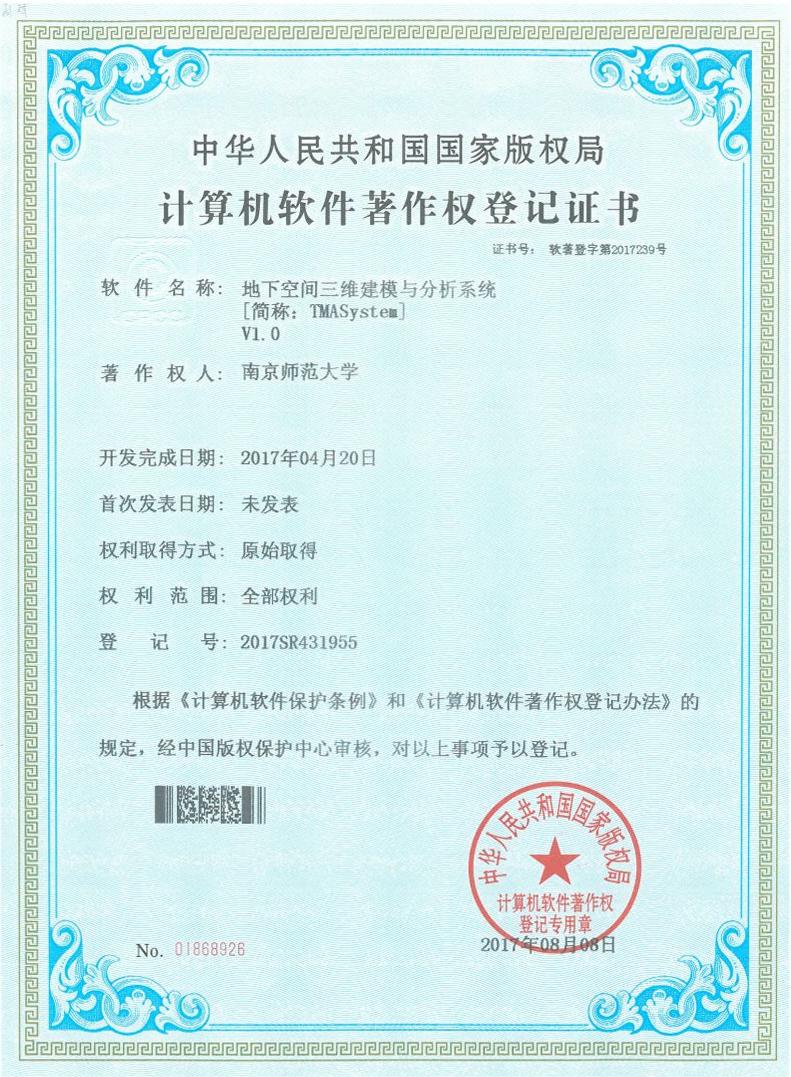 中华人民共和国国家版权局
计算机软件著作权登记证书
证书号： 软著登字第2017239号
软件名称： 地下空间三维建模与分析系统
[简称：TMASystem]
V1.0
著作权人： 南京师范大学
开发完成日期： 2017年04月20日
首次发表日期： 未发表
权利取得方式： 原始取得
权利范围： 全部权利
登记号： 2017SR431955
根据《计算机软件保护条例》和《计算机软件著作权登记办法》的
规定，经中国版权保护中心审核，对以上事项予以登记。
中华人民共和国国家版权局
计算机软件著作权
登记专用章
2017年08月08日
No. 01868926